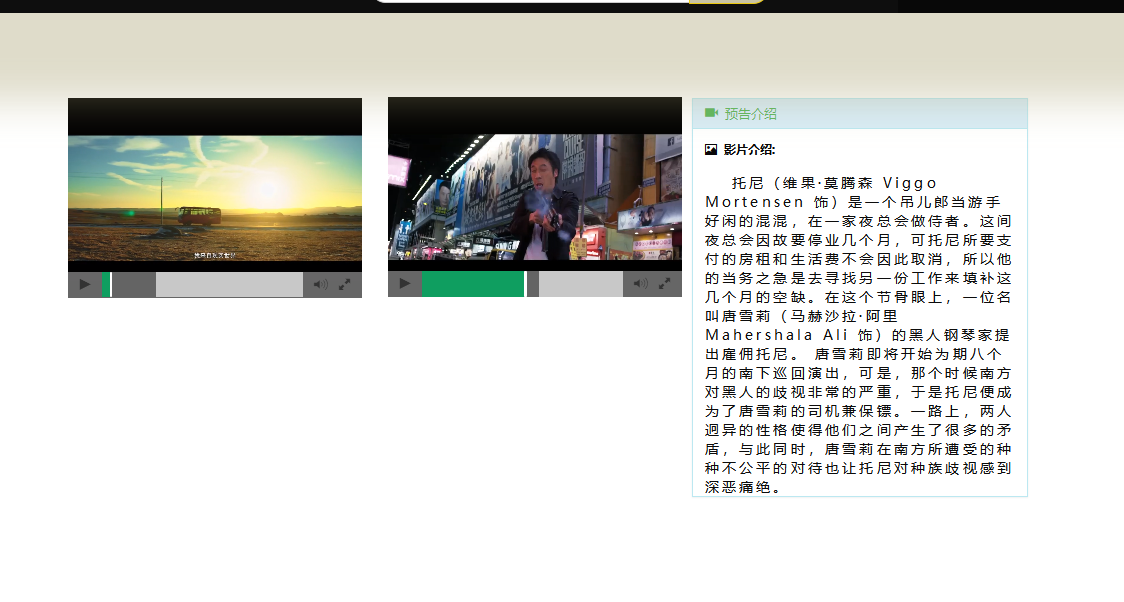 预告介绍
影片介绍:
托尼（维果·莫腾森 Viggo
Mortensen 饰）是一个吊儿郎当游手
好闲的混混，在一家夜总会做侍者。这间
夜总会因故要停业几个月，可托尼所要支
付的房租和生活费不会因此取消，所以他
的当务之急是去寻找另一份工作来填补这
几个月的空缺。在这个节骨眼上，一位名
叫唐雪莉（马赫沙拉·阿里
Mahershala Ali 饰）的黑人钢琴家提
出雇佣托尼。 唐雪莉即将开始为期八个
月的南下巡回演出，可是，那个时候南方
对黑人的歧视非常的严重，于是托尼便成
为了唐雪莉的司机兼保镖。一路上，两人
迥异的性格使得他们之间产生了很多的矛
盾，与此同时，唐雪莉在南方所遭受的种
种不公平的对待也让托尼对种族歧视感到
深恶痛绝。